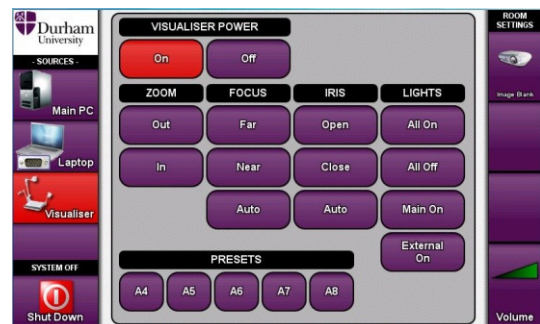 Durham
University
- SOURCES -
Main PC
Laptop
Visualiser
SYSTEM OFF
Shut Down
VISUALISER POWER
On Off
ZOOM FOCUS IRIS LIGHTS
Out Far Open All On
In Near Close All Off
Auto Auto Main On
External
On
PRESETS
A4 A5 A6 A7 A8
ROOM
SETTINGS
Image Blank
Volume